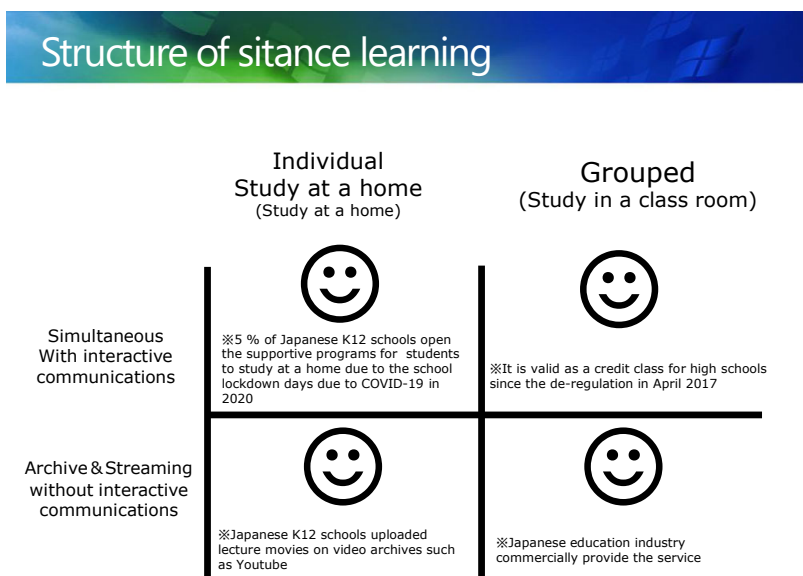 Structure of sitance learning
Individual
Study at a home
(Study at a home)
Grouped
(Study in a class room)
Simultaneous
With interactive
communications
※5 % of Japanese K12 schools open
the supportive programs for students
to study at a home due to the school
lockdown days due to COVID-19 in
2020
※It is valid as a credit class for high schools
since the de-regulation in April 2017
Archive＆Streaming
without interactive
communications
※Japanese K12 schools uploaded
lecture movies on video archives such
as Youtube
※Japanese education industry
commercially provide the service